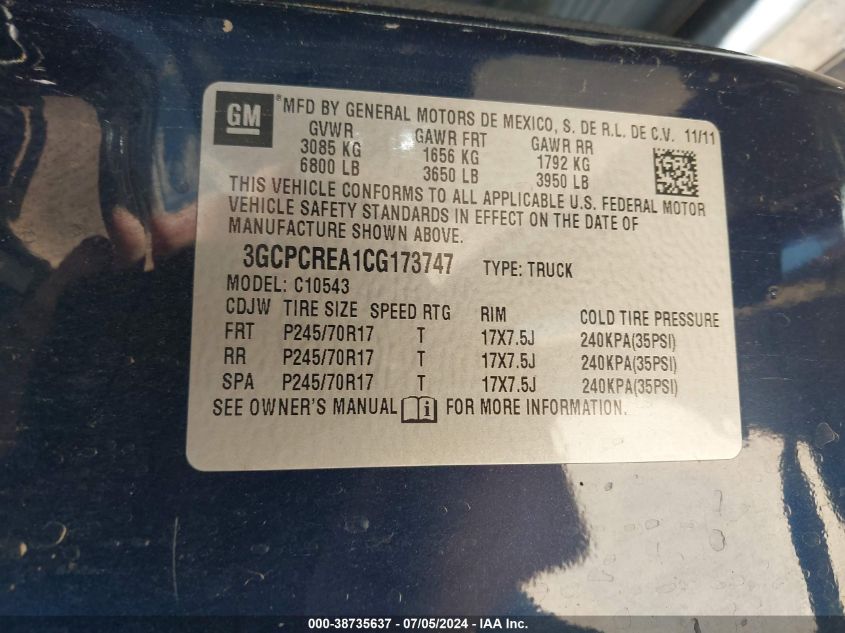 GM ® MFD BY GENERAL MOTORS DE MEXICO, S. DE R.L. DE C.V. 11/11
GVWR GAWR FRT GAWR RR
3085 KG 1656 KG 1792 KG
6800 LB 3650 LB 3950 LB
THIS VEHICLE CONFORMS TO ALL APPLICABLE U.S. FEDERAL MOTOR
VEHICLE SAFETY STANDARDS IN EFFECT ON THE DATE OF
MANUFACTURE SHOWN ABOVE.
3GCPCREA1CG173747 TYPE: TRUCK
MODEL: C10543
CDJW TIRE SIZE SPEED RTG RIM COLD TIRE PRESSURE
FRT P245/70R17 T 17X7.5J 240KPA(35PSI)
RR P245/70R17 T 17X7.5J 240KPA(35PSI)
SPA P245/70R17 T 17X7.5J 240KPA(35PSI)
SEE OWNER'S MANUAL i FOR MORE INFORMATION.
000-38735637 - 07/05/2024 - IAA Inc.